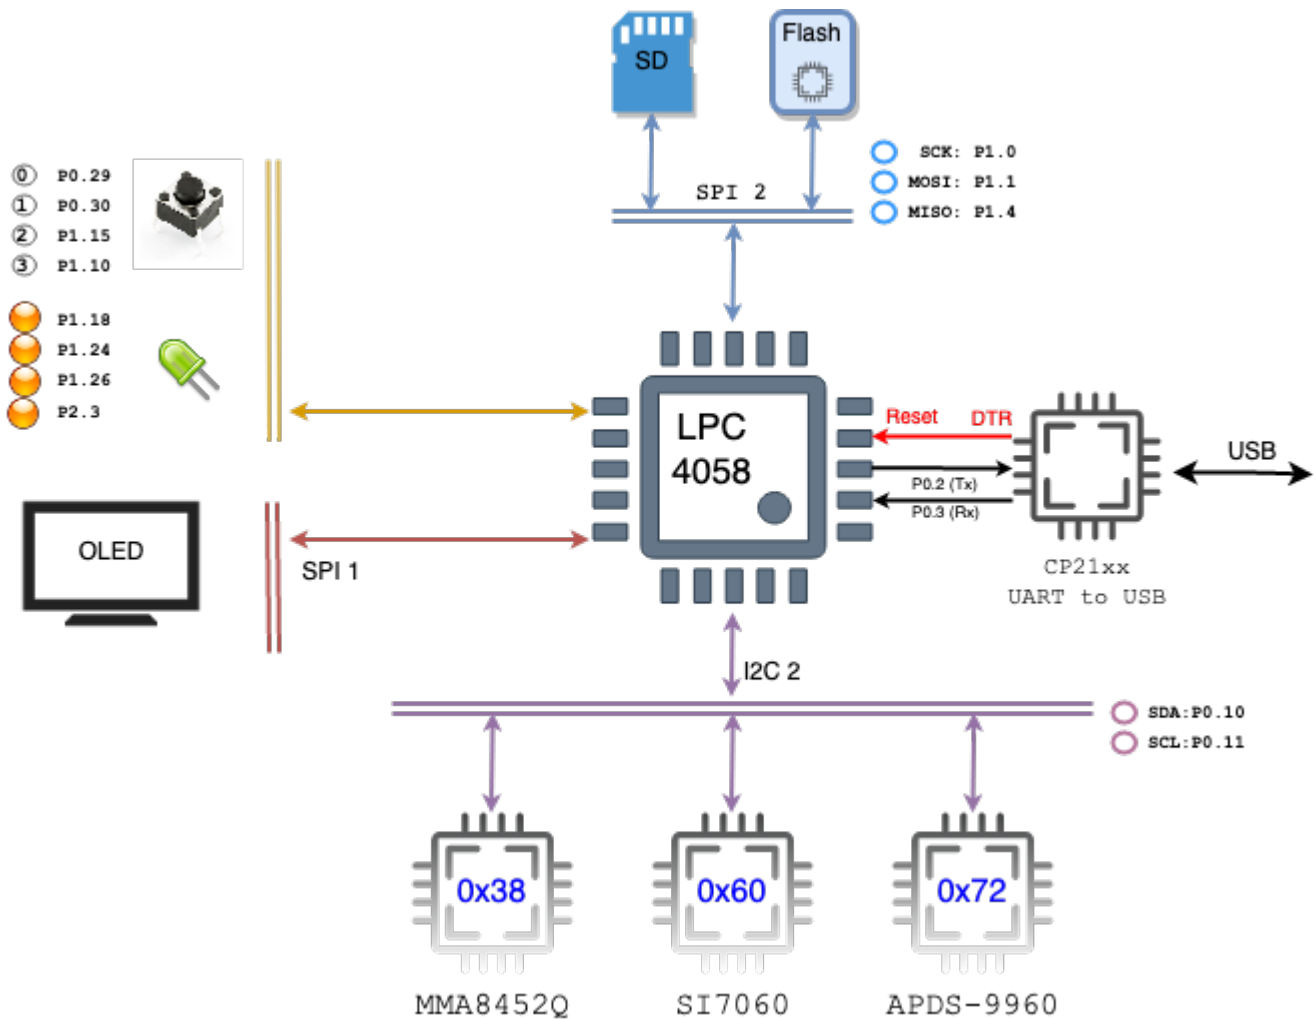 SD
Flash
SCK: P1.0
MOSI: P1.1
MISO: P1.4
SPI 2
0 P0.29
1 P0.30
2 P1.15
3 P1.10
P1.18
P1.24
P1.26
P2.3
LPC
4058
Reset DTR
P0.2 (Tx)
P0.3 (Rx)
USB
CP21xx
UART to USB
OLED
SPI 1
I2C 2
SDA:P0.10
SCL:P0.11
0x38
0x60
0x72
MMA8452Q
SI7060
APDS-9960